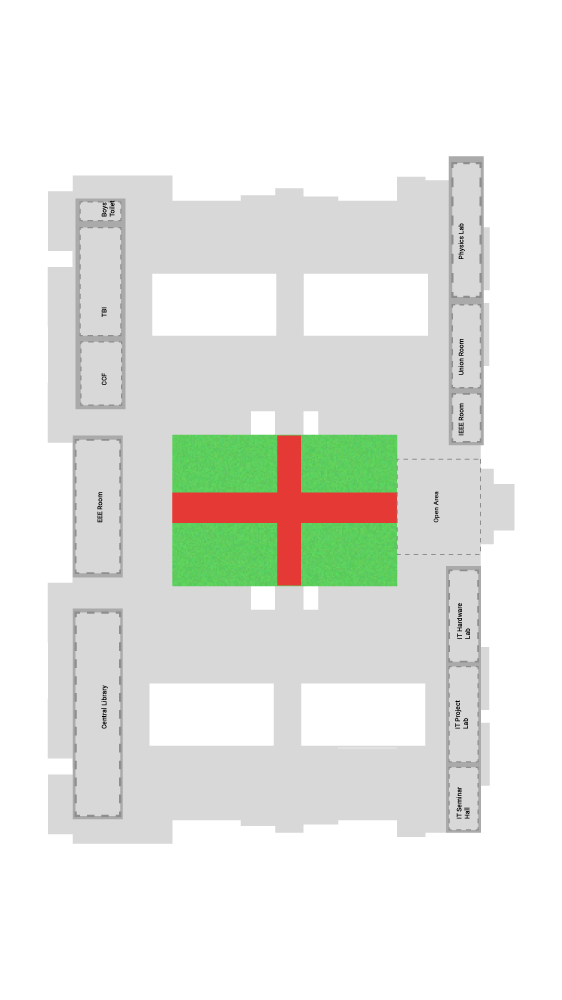 Boys
Toilet
TBI
CCF
EEE Room
Central Library
Physics Lab
Union Room
IEEE Room
Open Area
IT Hardware
Lab
IT Project
Lab
IT Seminar
Hall